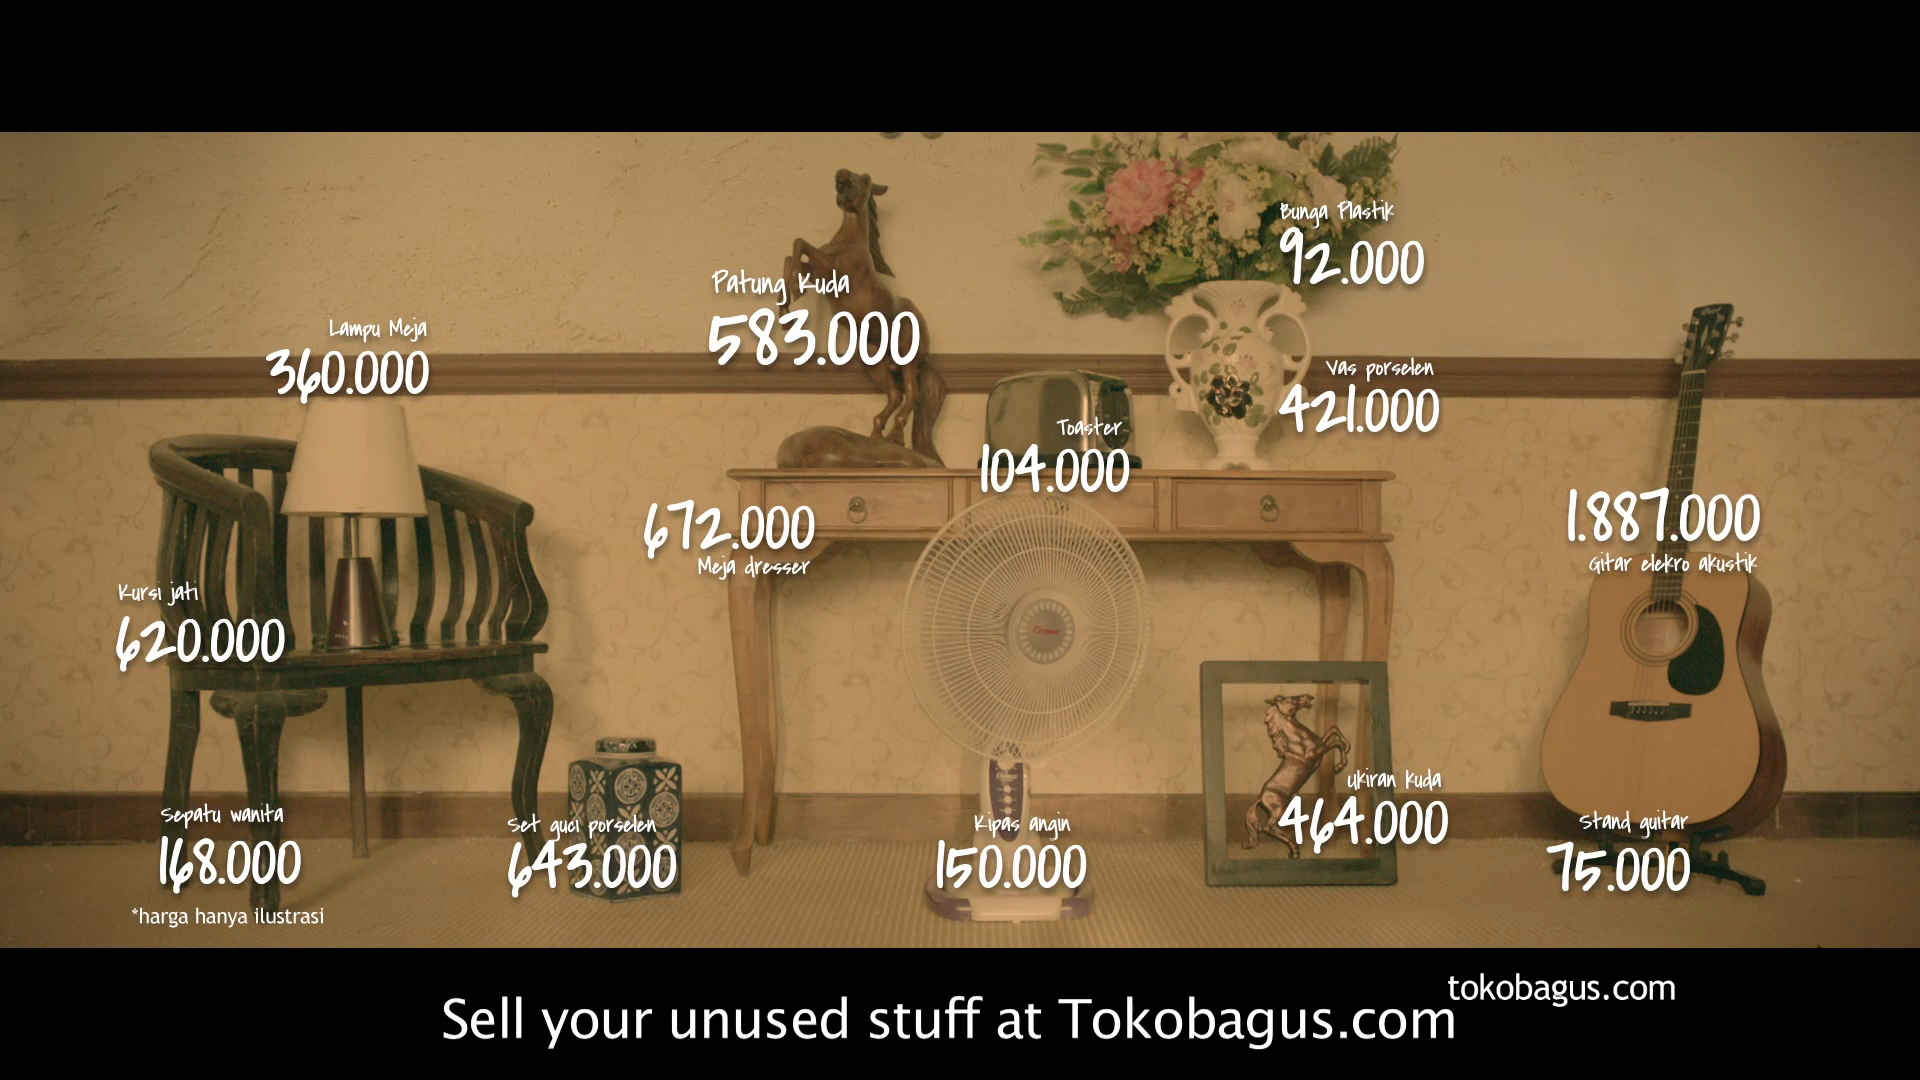 Bunga Plastik
92.000
Patung Kuda
583.000
Lampu Meja
360.000
Vas porselen
421.000
Toaster
104.000
672.000
Meja dresser
1.887.000
Gitar elekro akustik
Kursi jati
620.000
Ukiran Kuda
464.000
Sepatu wanita
168.000
Set guci porselen
643.000
Kipas angin
150.000
Stand guitar
75.000
*harga hanya ilustrasi
tokobagus.com
Sell your unused stuff at Tokobagus.com